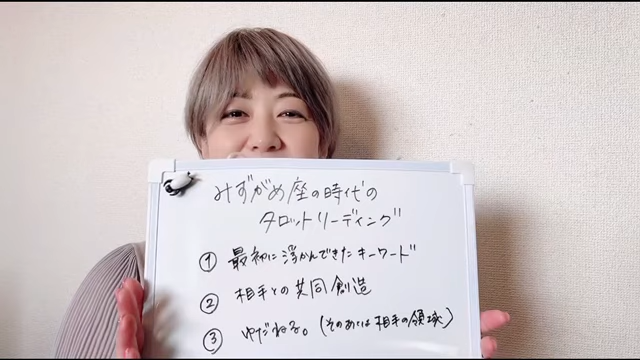 みずがめ座の時代の
タロットリーディング
① 最初に浮かんできたキーワード
② 相手との共同創造
③ ゆだねる。(そのあとは相手の領域)